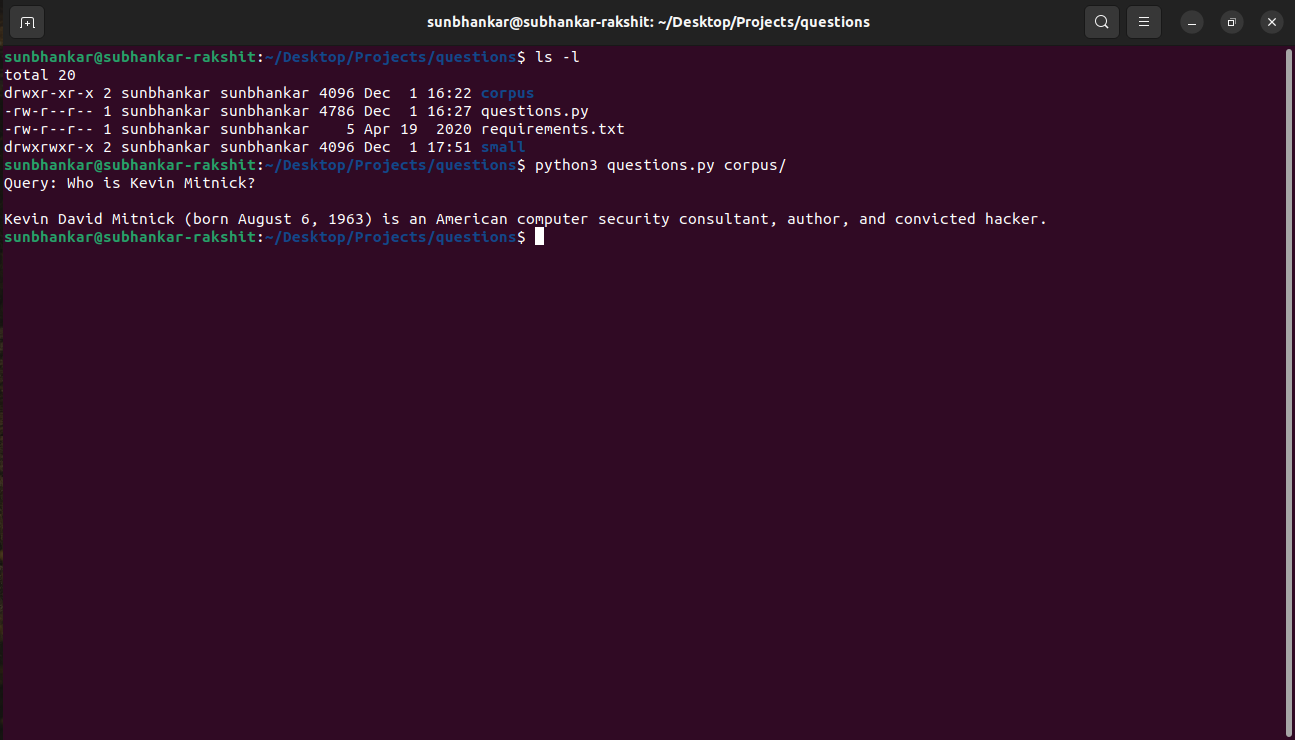 sunbhankar@subhankar-rakshit: ~/Desktop/Projects/questions
sunbhankar@subhankar-rakshit:~/Desktop/Projects/questions$ ls -l
total 20
drwxr-xr-x 2 sunbhankar sunbhankar 4096 Dec  1 16:22 corpus
-rw-r--r-- 1 sunbhankar sunbhankar 4786 Dec  1 16:27 questions.py
-rw-r--r-- 1 sunbhankar sunbhankar    5 Apr 19  2020 requirements.txt
drwxrwxr-x 2 sunbhankar sunbhankar 4096 Dec  1 17:51 small
sunbhankar@subhankar-rakshit:~/Desktop/Projects/questions$ python3 questions.py corpus/
Query: Who is Kevin Mitnick?
Kevin David Mitnick (born August 6, 1963) is an American computer security consultant, author, and convicted hacker.
sunbhankar@subhankar-rakshit:~/Desktop/Projects/questions$